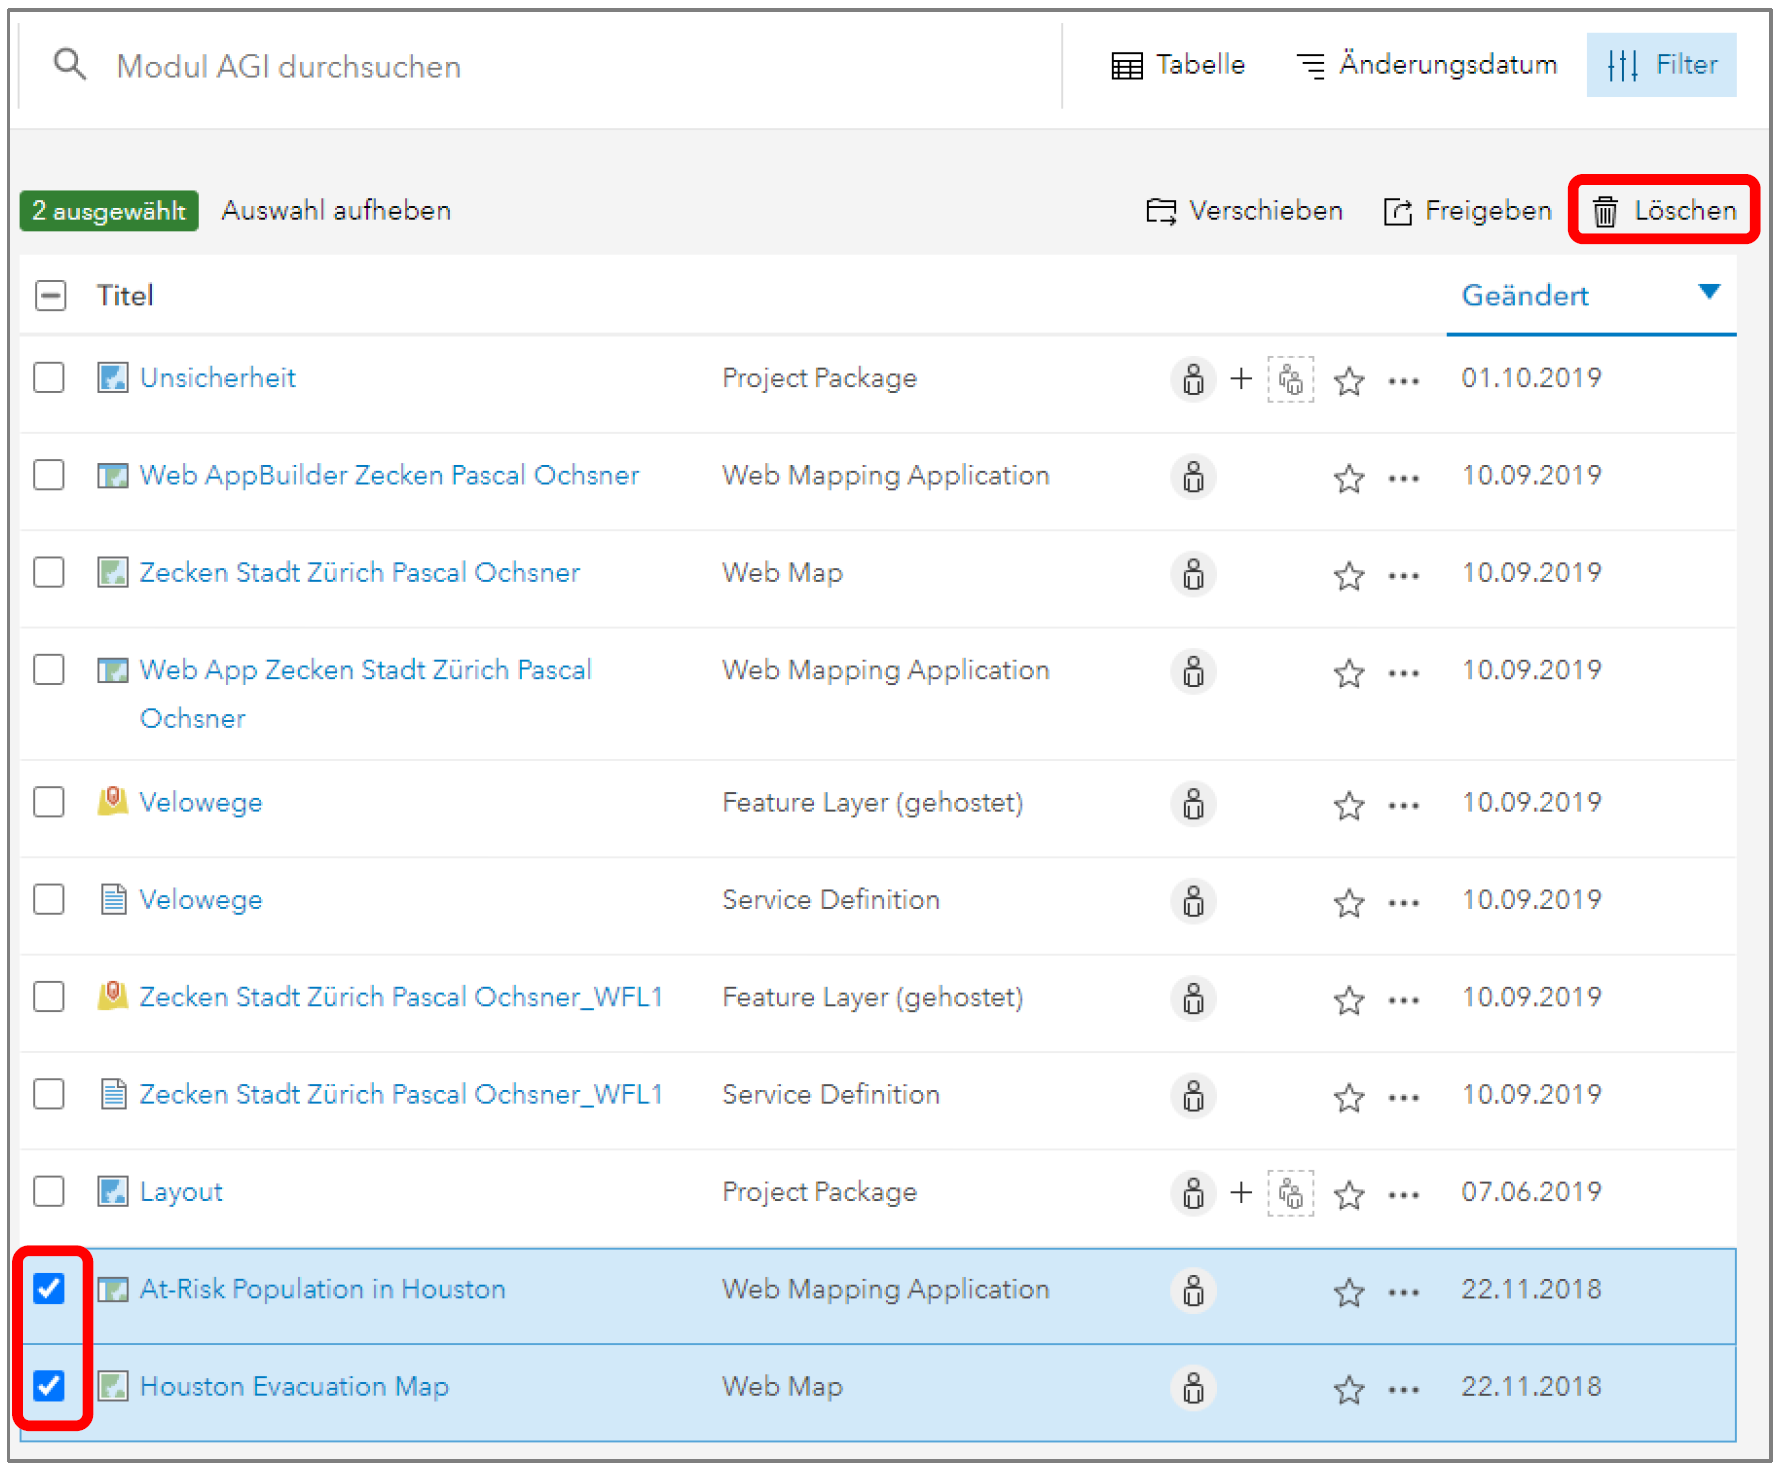 Modul AGI durchsuchen Tabelle Änderungsdatum Filter
2 ausgewählt Auswahl aufheben Verschieben Freigeben Löschen
Titel Geändert
Unsicherheit Project Package 01.10.2019
Web AppBuilder Zecken Pascal Ochsner Web Mapping Application 10.09.2019
Zecken Stadt Zürich Pascal Ochsner Web Map 10.09.2019
Web App Zecken Stadt Zürich Pascal Web Mapping Application 10.09.2019
Ochsner
Velowege Feature Layer (gehostet) 10.09.2019
Velowege Service Definition 10.09.2019
Zecken Stadt Zürich Pascal Ochsner_WFL1 Feature Layer (gehostet) 10.09.2019
Zecken Stadt Zürich Pascal Ochsner_WFL1 Service Definition 10.09.2019
Layout Project Package 07.06.2019
At-Risk Population in Houston Web Mapping Application 22.11.2018
Houston Evacuation Map Web Map 22.11.2018